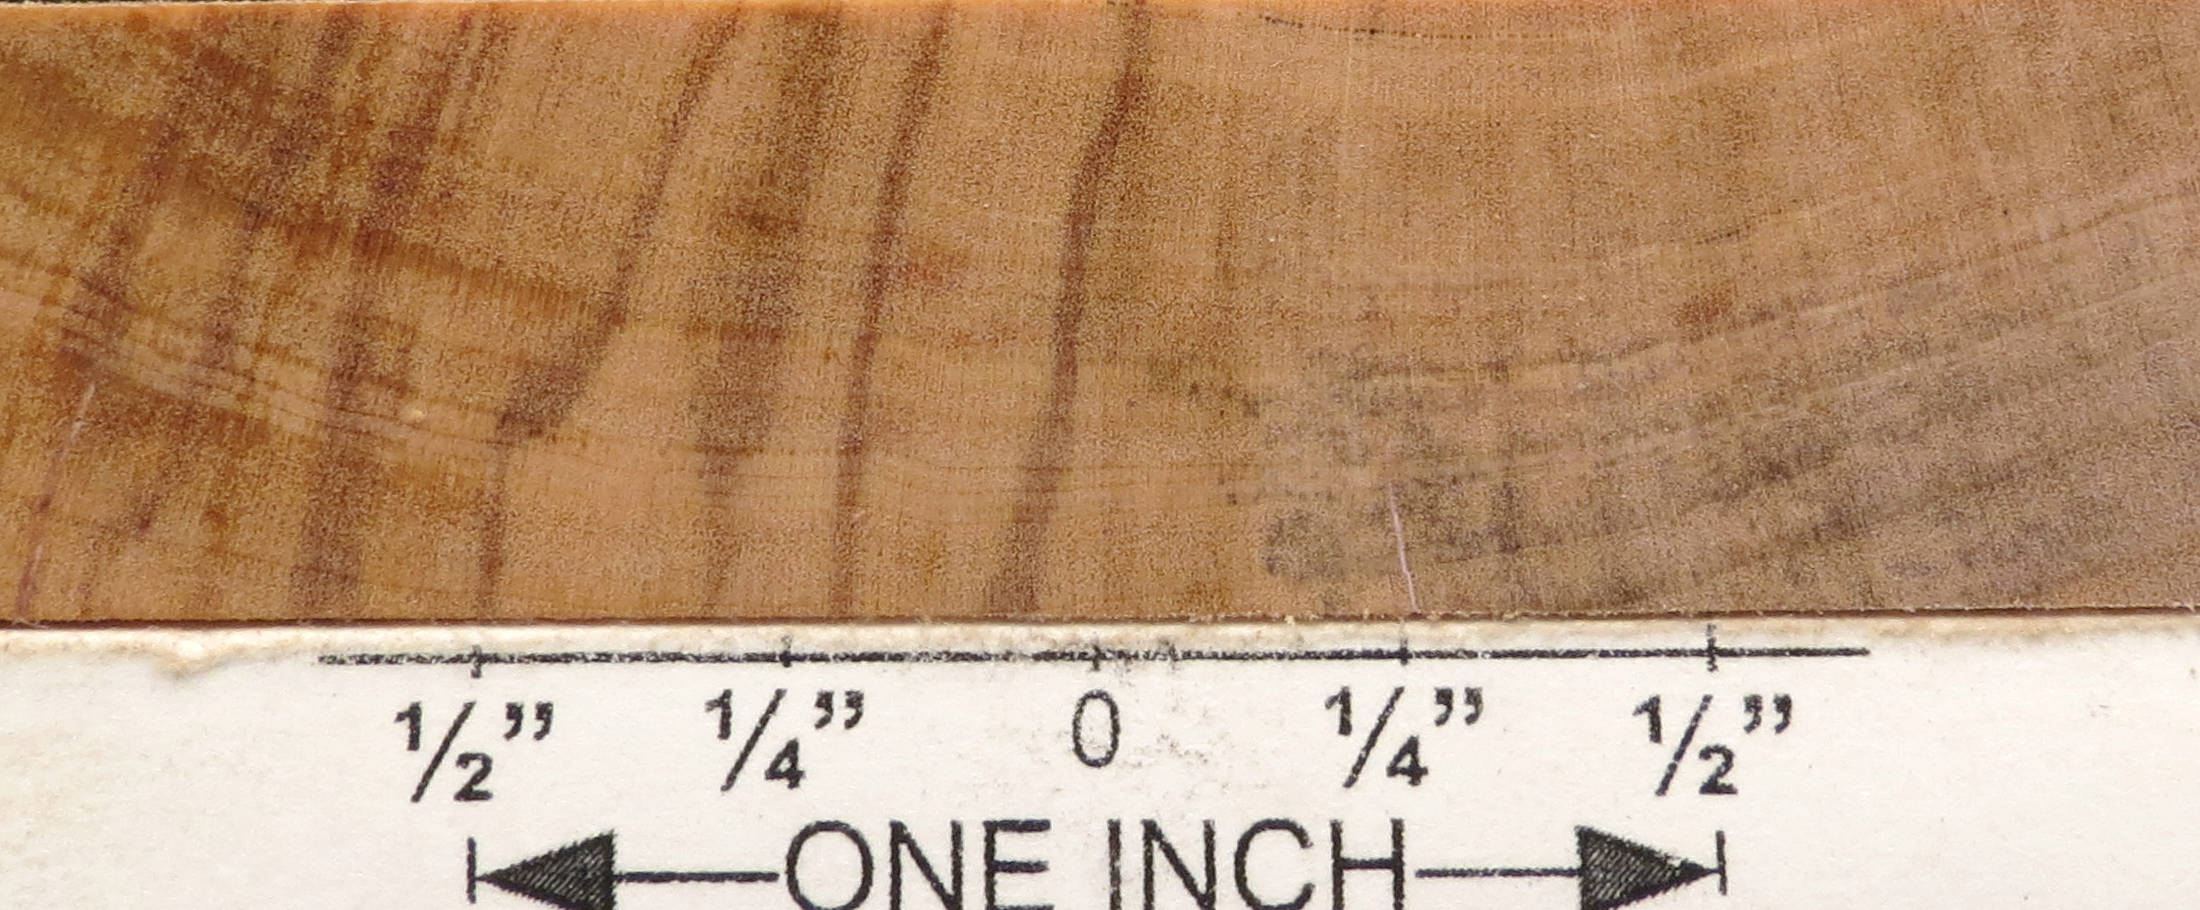 1/2” 1/4” 0 1/4” 1/2”
ONE INCH